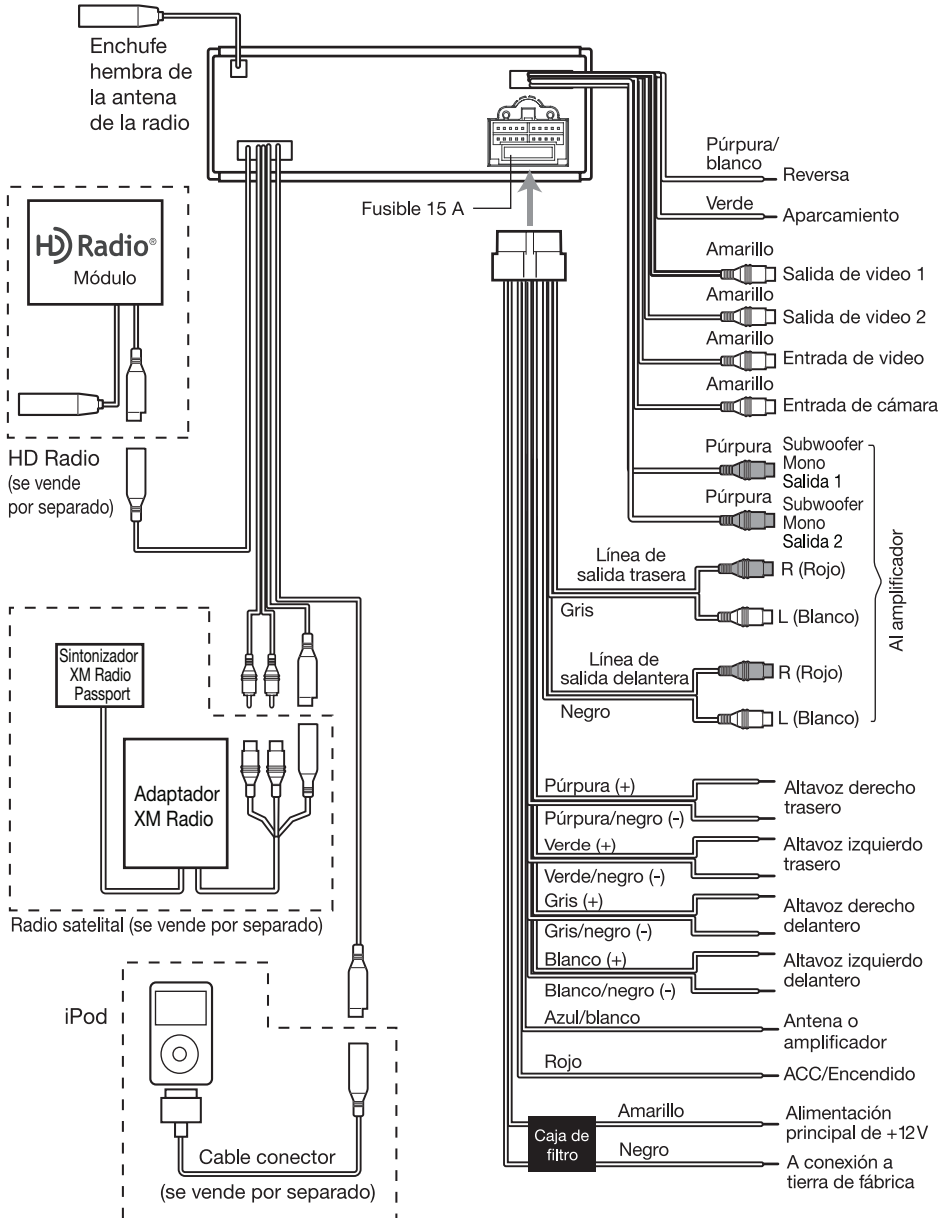 Enchufe
hembra de
la antena
de la radio
Fusible 15 A
HD Radio®
Módulo
HD Radio
(se vende
por separado)
Sintonizador
XM Radio
Passport
Adaptador
XM Radio
Radio satelital (se vende por separado)
iPod
Cable conector
(se vende por separado)
Púrpura/
blanco
Reversa
Verde
Aparcamiento
Amarillo
Salida de video 1
Amarillo
Salida de video 2
Amarillo
Entrada de video
Amarillo
Entrada de cámara
Púrpura
Subwoofer
Mono
Salida 1
Púrpura
Subwoofer
Mono
Salida 2
Línea de
salida trasera
Gris
R (Rojo)
L (Blanco)
Línea de
salida delantera
Negro
R (Rojo)
L (Blanco)
Al amplificador
Púrpura (+)
Púrpura/negro (-)
Altavoz derecho
trasero
Verde (+)
Verde/negro (-)
Altavoz izquierdo
trasero
Gris (+)
Gris/negro (-)
Altavoz derecho
delantero
Blanco (+)
Blanco/negro (-)
Altavoz izquierdo
delantero
Azul/blanco
Antena o
amplificador
Rojo
ACC/Encendido
Caja de
filtro
Amarillo
Alimentación
principal de +12V
Negro
A conexión a
tierra de fábrica